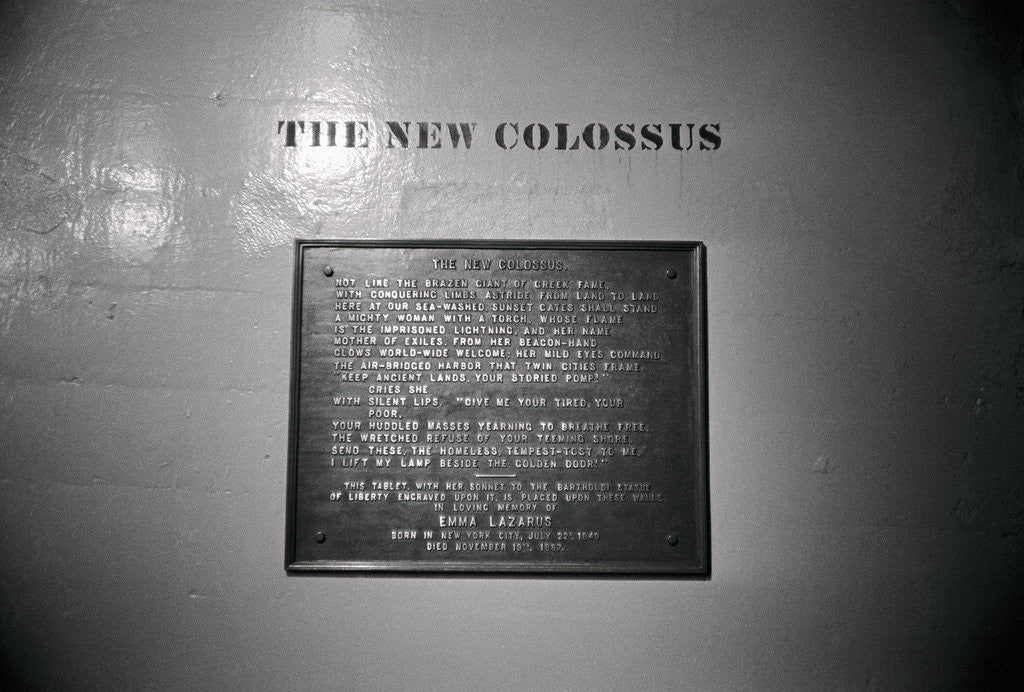 THE NEW COLOSSUS
THE NEW COLOSSUS.
NOT LIKE THE BRAZEN GIANT OF GREEK FAME,
WITH CONQUERING LIMBS ASTRIDE FROM LAND TO LAND
HERE AT OUR SEA-WASHED, SUNSET GATES SHALL STAND
A MIGHTY WOMAN WITH A TORCH, WHOSE FLAME
IS THE IMPRISONED LIGHTNING, AND HER NAME
MOTHER OF EXILES. FROM HER BEACON-HAND
GLOWS WORLD-WIDE WELCOME; HER MILD EYES COMMAND
THE AIR-BRIDGED HARBOR THAT TWIN CITIES FRAME.
"KEEP ANCIENT LANDS, YOUR STORIED POMP!"
CRIES SHE
WITH SILENT LIPS. "GIVE ME YOUR TIRED, YOUR
POOR,
YOUR HUDDLED MASSES YEARNING TO BREATHE FREE,
THE WRETCHED REFUSE OF YOUR TEEMING SHORE.
SEND THESE, THE HOMELESS, TEMPEST-TOST TO ME,
I LIFT MY LAMP BESIDE THE GOLDEN DOOR!"
THIS TABLET, WITH HER SONNET TO THE BARTHOLDI STATUE
OF LIBERTY ENGRAVED UPON IT, IS PLACED UPON THESE WALLS
IN LOVING MEMORY OF
EMMA LAZARUS
BORN IN NEW YORK CITY, JULY 22D, 1849
DIED NOVEMBER 19TH, 1887.